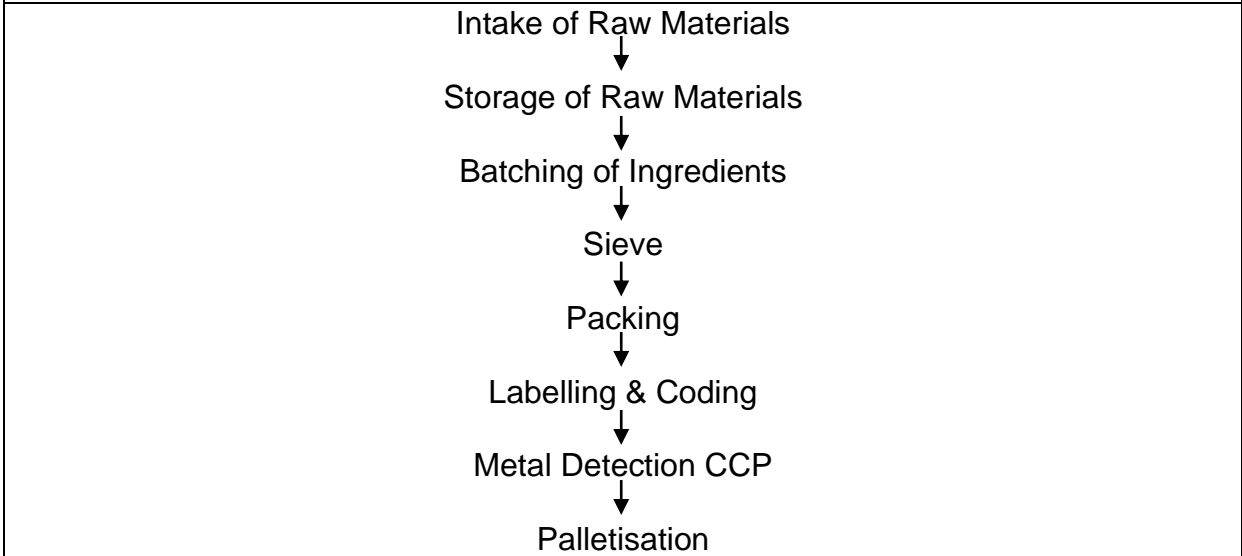 Intake of Raw Materials
Storage of Raw Materials
Batching of Ingredients
Sieve
Packing
Labelling & Coding
Metal Detection CCP
Palletisation